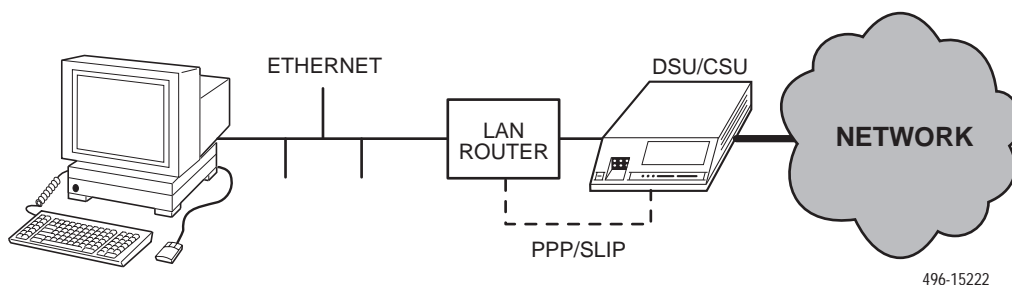 ETHERNET
DSU/CSU
LAN
ROUTER
NETWORK
PPP/SLIP
496-15222